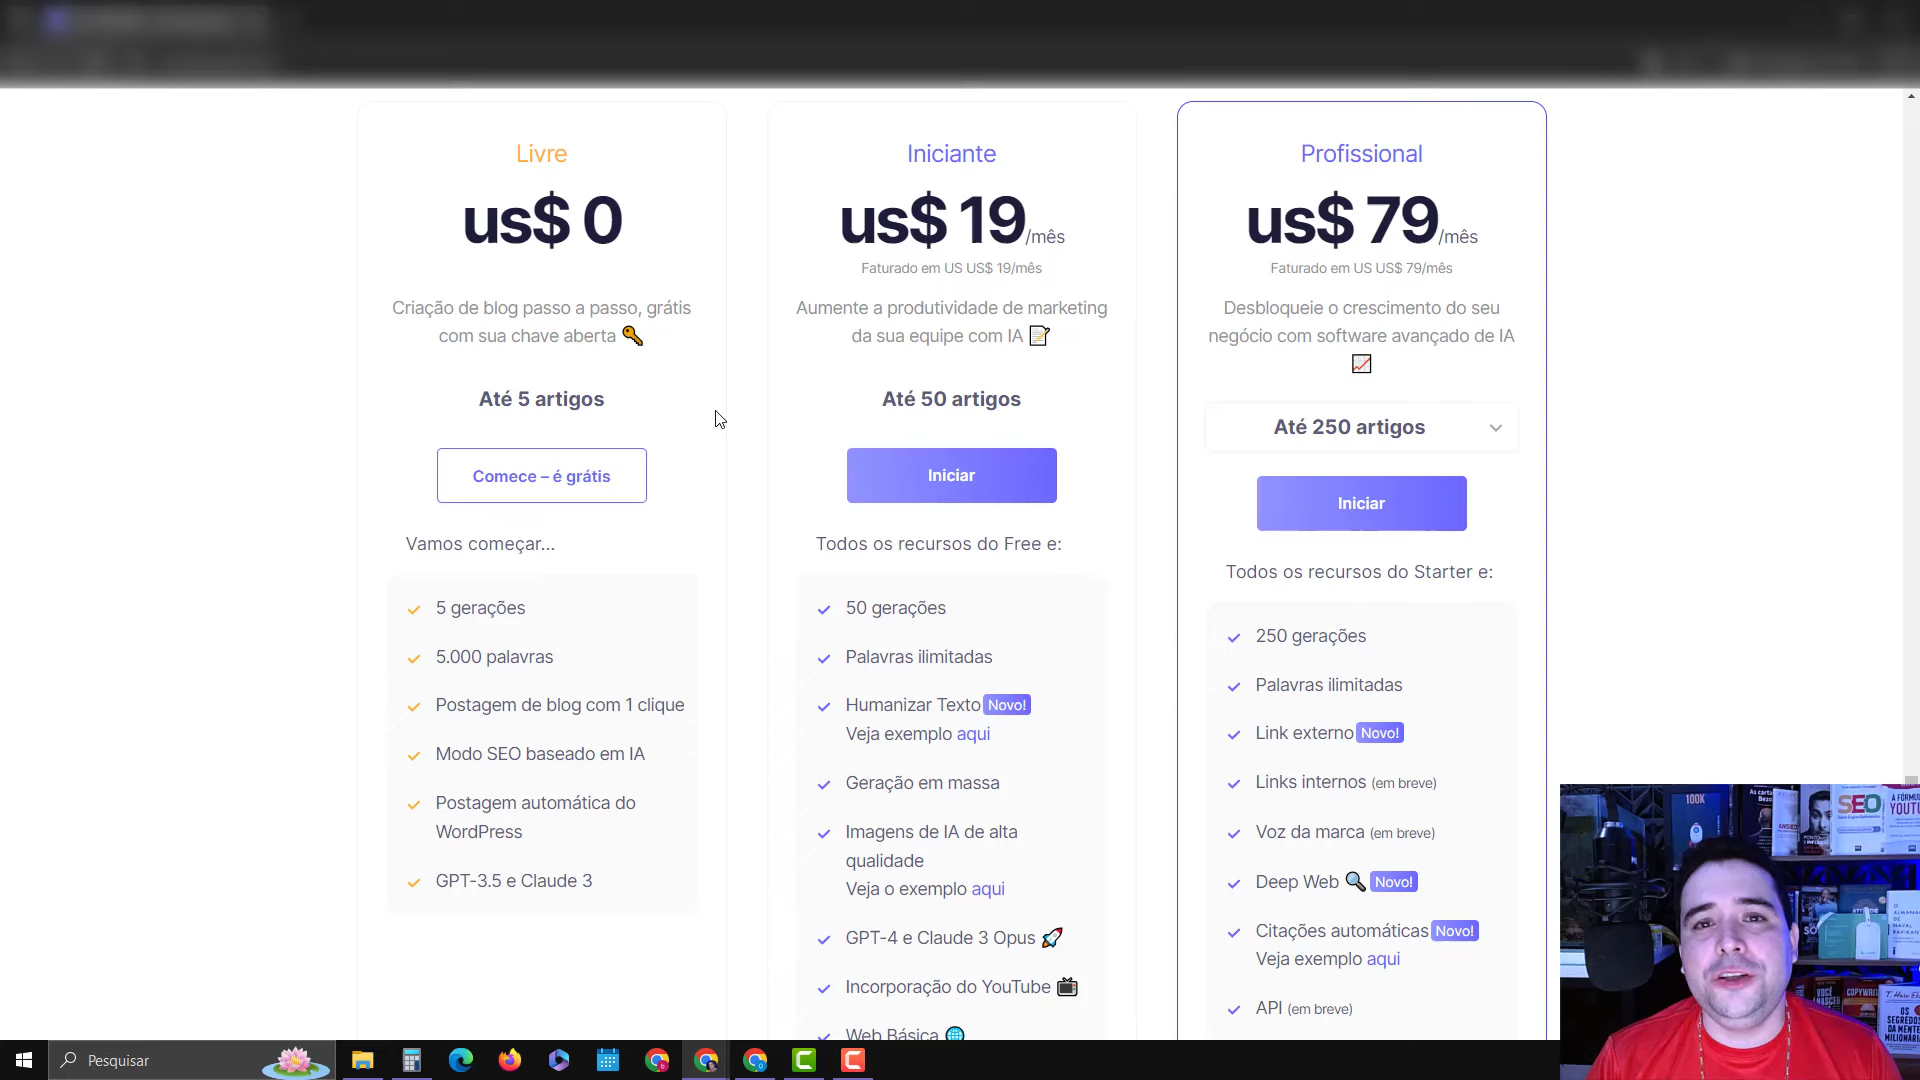 Livre
us$ 0
Criação de blog passo a passo, grátis
com sua chave aberta
Até 5 artigos
Comece – é grátis
Vamos começar...
5 gerações
5.000 palavras
Postagem de blog com 1 clique
Modo SEO baseado em IA
Postagem automática do
WordPress
GPT-3.5 e Claude 3
Iniciante
us$ 19/mês
Faturado em US US$ 19/mês
Aumente a produtividade de marketing
da sua equipe com IA
Até 50 artigos
Iniciar
Todos os recursos do Free e:
50 gerações
Palavras ilimitadas
Humanizar Texto Novo!
Veja exemplo aqui
Geração em massa
Imagens de IA de alta
qualidade
Veja o exemplo aqui
GPT-4 e Claude 3 Opus
Incorporação do YouTube
Web Básica
Profissional
us$ 79/mês
Faturado em US US$ 79/mês
Desbloqueie o crescimento do seu
negócio com software avançado de IA
Até 250 artigos
Iniciar
Todos os recursos do Starter e:
250 gerações
Palavras ilimitadas
Link externo Novo!
Links internos (em breve)
Voz da marca (em breve)
Deep Web Novo!
Citações automáticas Novo!
Veja exemplo aqui
API (em breve)
100K
SEO
A FÓRMULA
COPYWRIT
OS
SEGREDOS
DA MENTE
MILIONÁRIA
Pesquisar